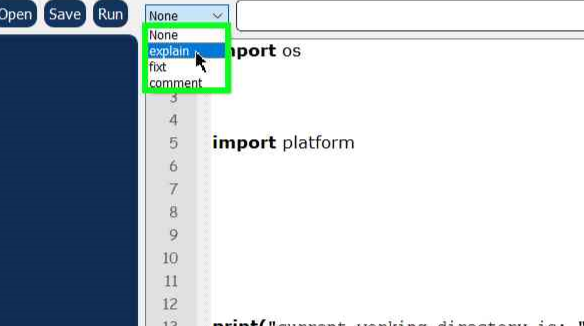 Open Save Run None
None
explain
fixt
comment
mport os
3
4
5 import platform
6
7
8
9
10
11
12
13 print("current working directory is: "